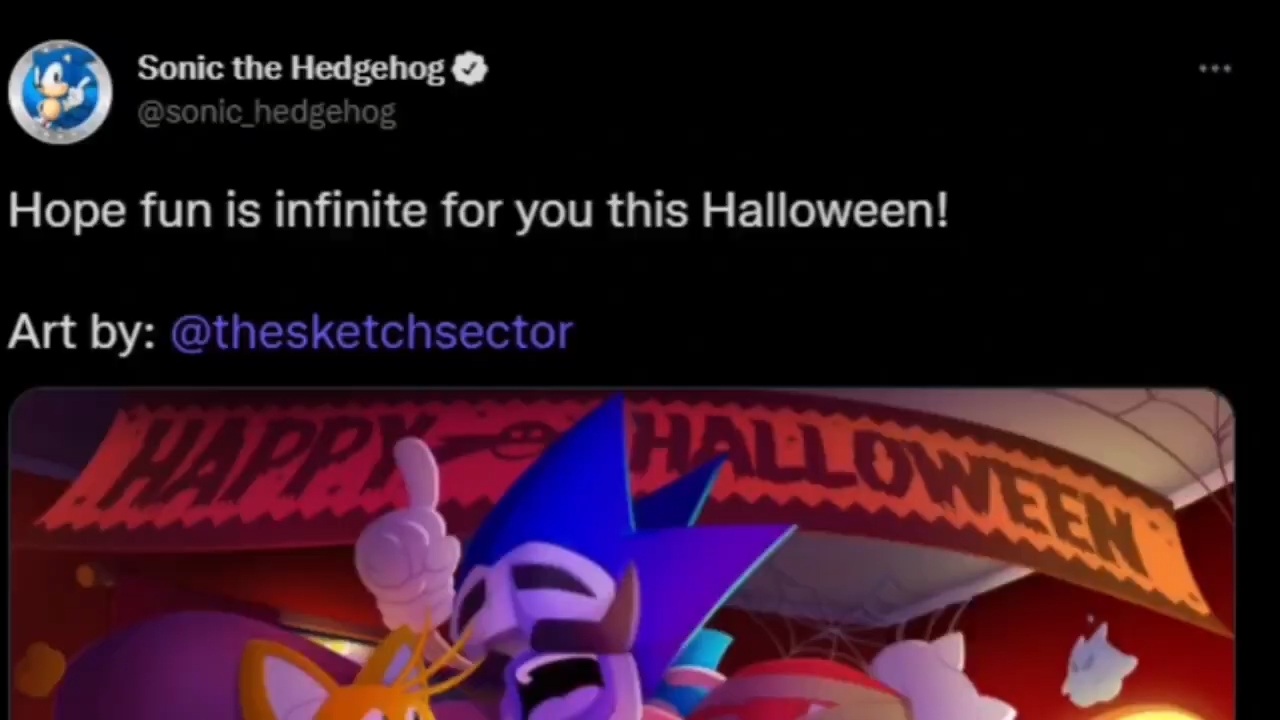 Sonic the Hedgehog
@sonic_hedgehog
Hope fun is infinite for you this Halloween!
Art by: @thesketchsector
HAPPY HALLOWEEN